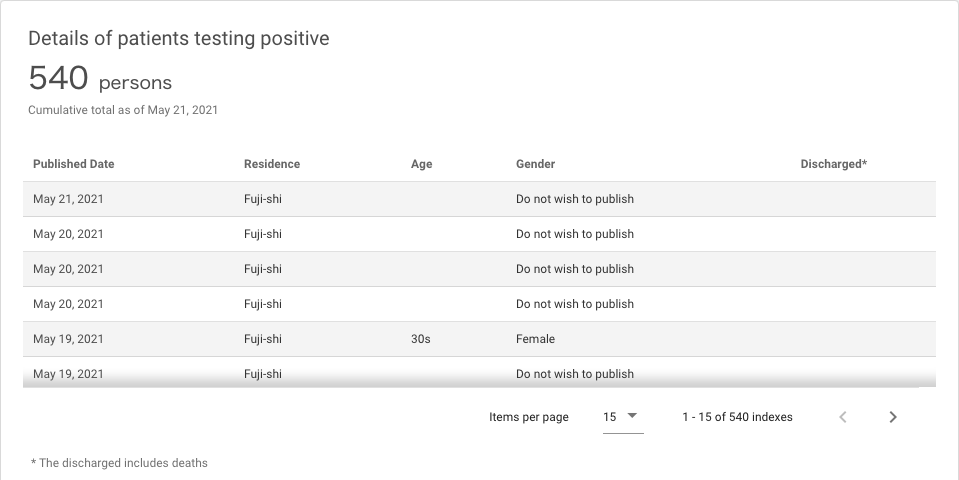 Details of patients testing positive
540 persons
Cumulative total as of May 21, 2021
Published Date Residence Age Gender Discharged*
May 21, 2021 Fuji-shi Do not wish to publish
May 20, 2021 Fuji-shi Do not wish to publish
May 20, 2021 Fuji-shi Do not wish to publish
May 20, 2021 Fuji-shi Do not wish to publish
May 19, 2021 Fuji-shi 30s Female
May 19, 2021 Fuji-shi Do not wish to publish
Items per page 15 1 - 15 of 540 indexes
* The discharged includes deaths